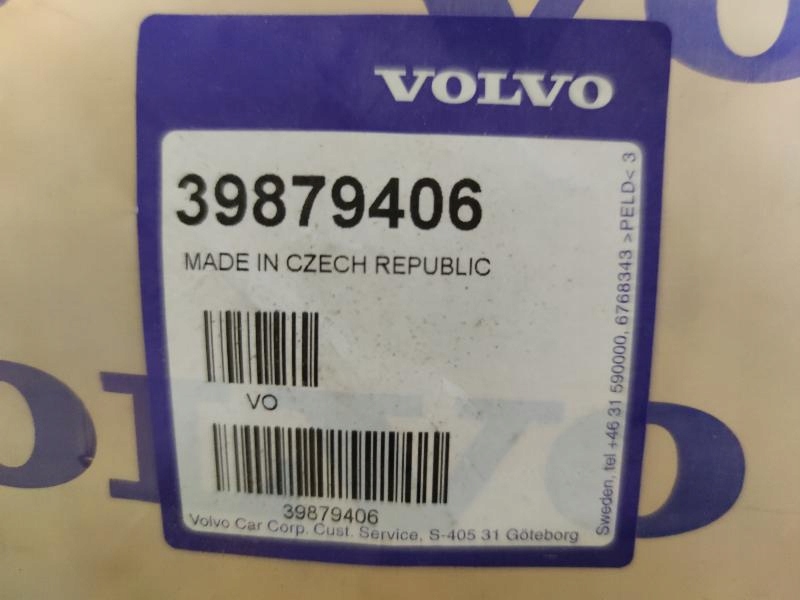 VOLVO
39879406
MADE IN CZECH REPUBLIC
VO
39879406
Volvo Car Corp. Cust. Service, S-405 31 Göteborg
Sweden, tel +46 31 590000, 6768343 >PELD< 3